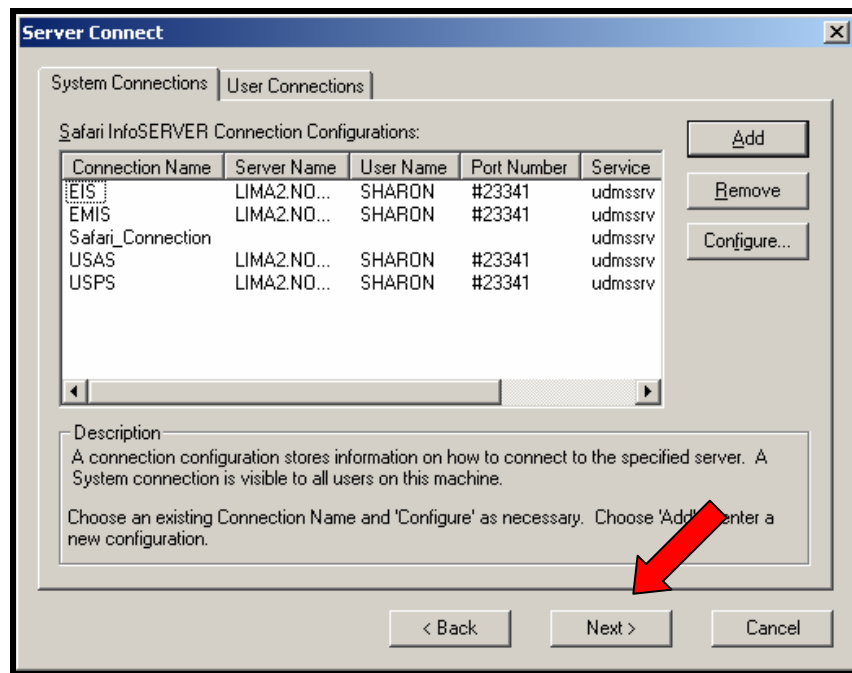 Server Connect
System Connections User Connections
Safari InfoSERVER Connection Configurations:
Add
Connection Name Server Name User Name Port Number Service
EIS LIMA2.NO... SHARON #23341 udmssrv
Remove
EMIS LIMA2.NO... SHARON #23341 udmssrv
Safari_Connection udmssrv
Configure...
USAS LIMA2.NO... SHARON #23341 udmssrv
USPS LIMA2.NO... SHARON #23341 udmssrv
Description
A connection configuration stores information on how to connect to the specified server. A
System connection is visible to all users on this machine.
Choose an existing Connection Name and 'Configure' as necessary. Choose 'Add' enter a
new configuration.
< Back Next > Cancel